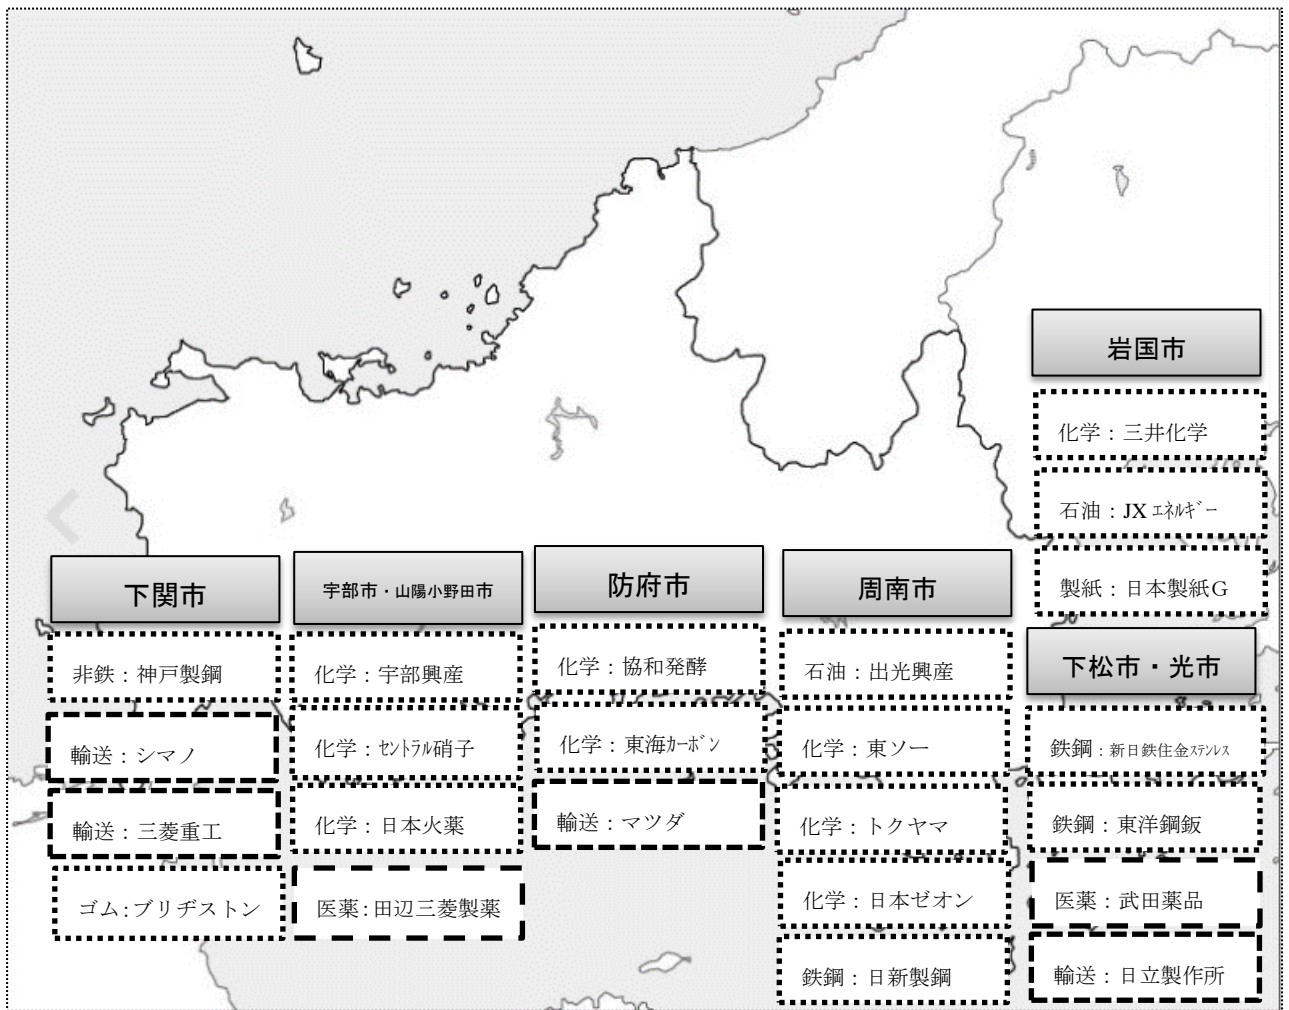 下関市
非鉄：神戸製鋼
輸送：シマノ
輸送：三菱重工
ゴム：ブリヂストン
宇部市・山陽小野田市
化学：宇部興産
化学：ｾﾝﾄﾗﾙ硝子
化学：日本火薬
医薬：田辺三菱製薬
防府市
化学：協和発酵
化学：東海ｶｰﾎﾞﾝ
輸送：マツダ
周南市
石油：出光興産
化学：東ソー
化学：トクヤマ
化学：日本ゼオン
鉄鋼：日新製鋼
岩国市
化学：三井化学
石油：JXｴﾈﾙｷﾞｰ
製紙：日本製紙G
下松市・光市
鉄鋼：新日鉄住金ｽﾃﾝﾚｽ
鉄鋼：東洋鋼鈑
医薬：武田薬品
輸送：日立製作所